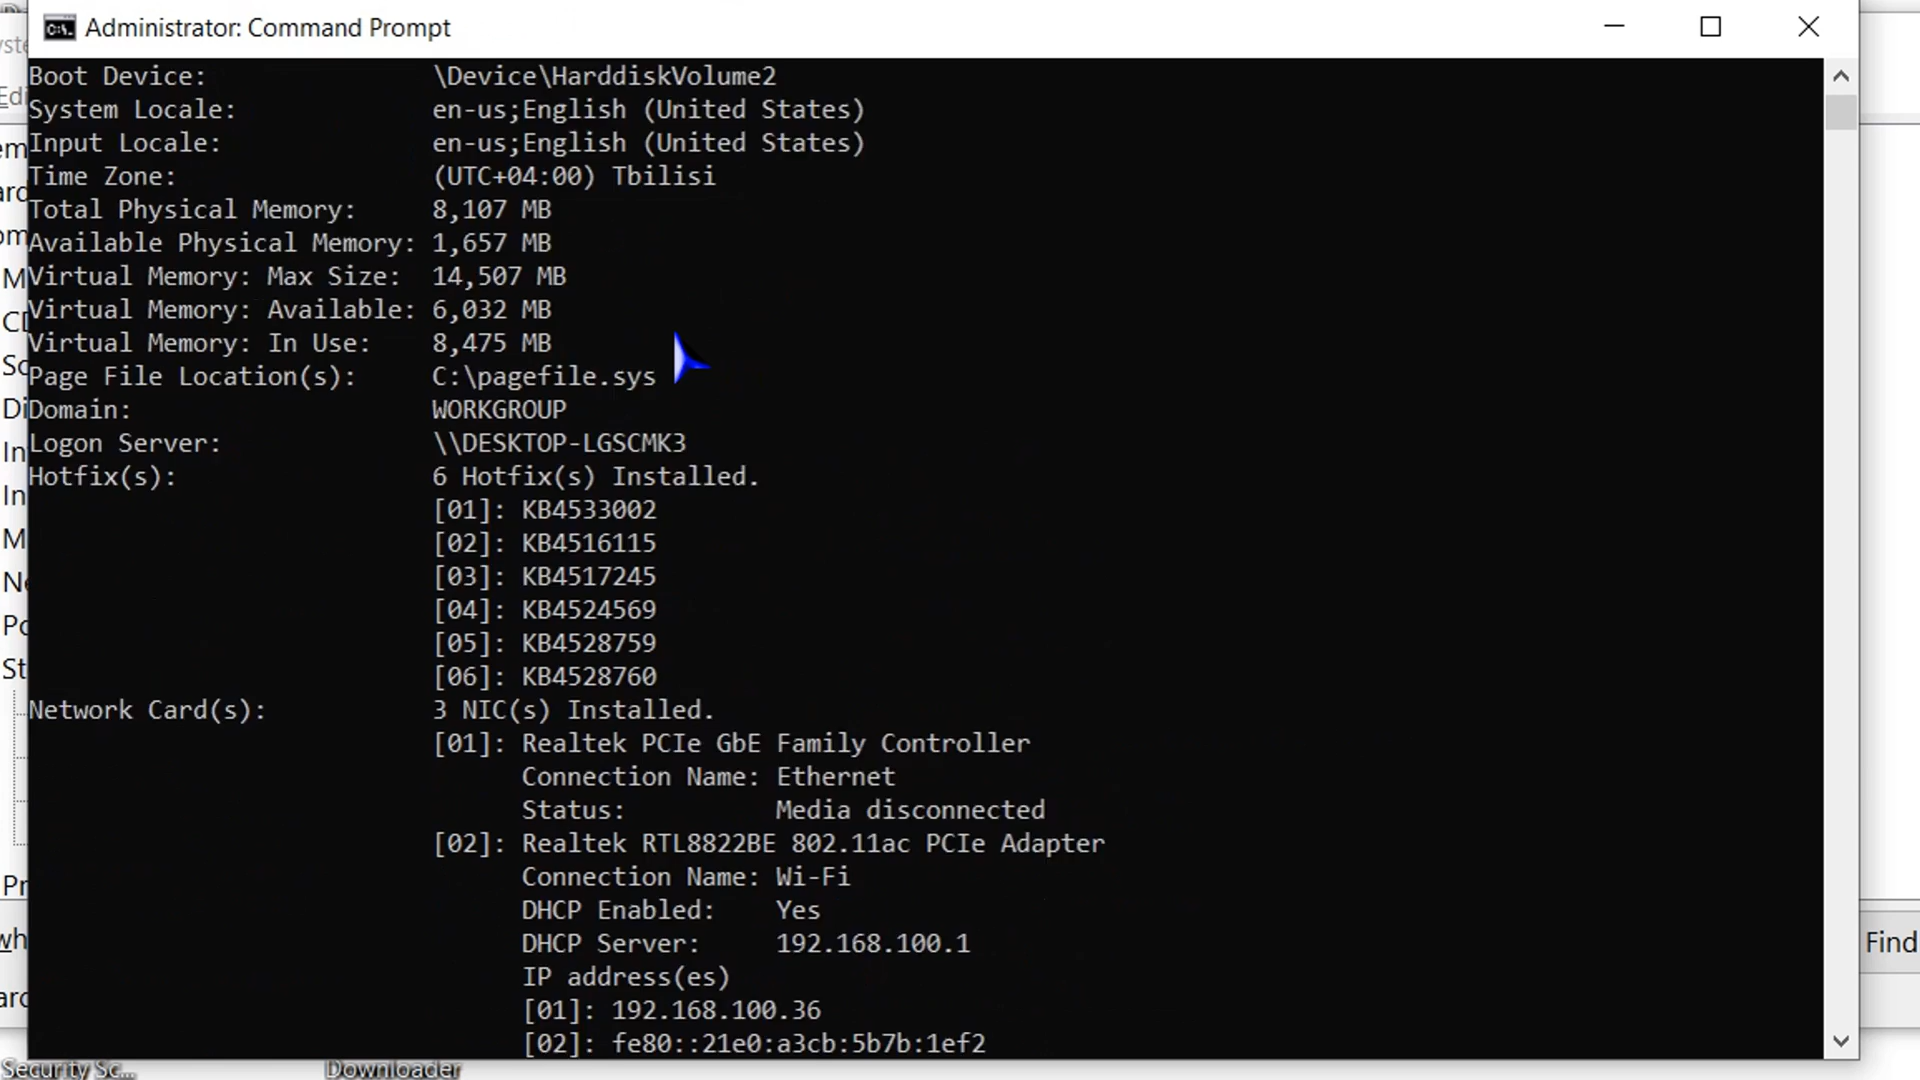 Administrator: Command Prompt
Boot Device: \Device\HarddiskVolume2
System Locale: en-us;English (United States)
Input Locale: en-us;English (United States)
Time Zone: (UTC+04:00) Tbilisi
Total Physical Memory: 8,107 MB
Available Physical Memory: 1,657 MB
Virtual Memory: Max Size: 14,507 MB
Virtual Memory: Available: 6,032 MB
Virtual Memory: In Use: 8,475 MB
Page File Location(s): C:\pagefile.sys
Domain: WORKGROUP
Logon Server: \\DESKTOP-LGSCMK3
Hotfix(s): 6 Hotfix(s) Installed.
[01]: KB4533002
[02]: KB4516115
[03]: KB4517245
[04]: KB4524569
[05]: KB4528759
[06]: KB4528760
Network Card(s): 3 NIC(s) Installed.
[01]: Realtek PCIe GbE Family Controller
Connection Name: Ethernet
Status: Media disconnected
[02]: Realtek RTL8822BE 802.11ac PCIe Adapter
Connection Name: Wi-Fi
DHCP Enabled: Yes
DHCP Server: 192.168.100.1
IP address(es)
[01]: 192.168.100.36
[02]: fe80::21e0:a3cb:5b7b:1ef2
Find
Security Sc...
Downloader